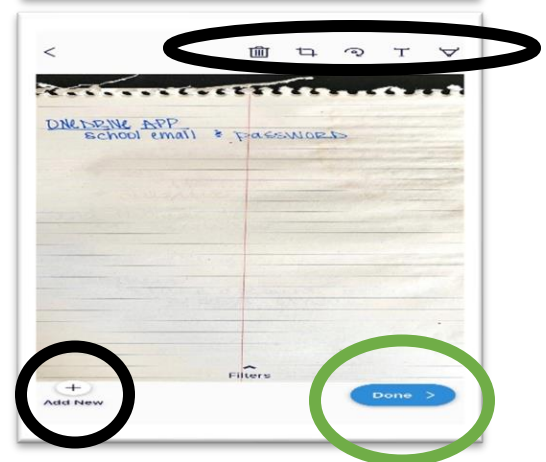 ONEDRIVE APP
school email & PASSWORD
Filters
Add New
Done >